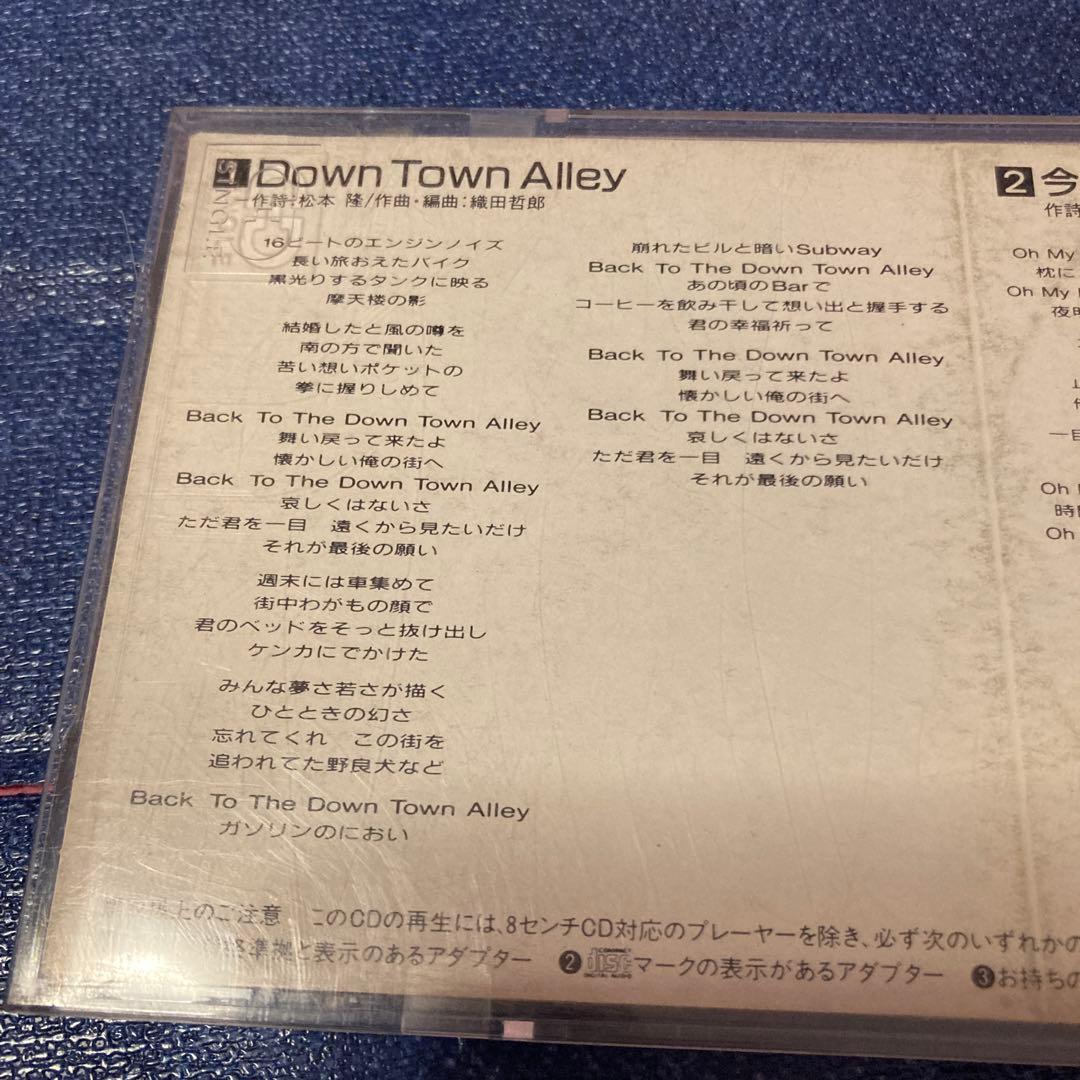 1 Down Town Alley
作詩:松本 隆/作曲・編曲:織田哲郎
16ビートのエンジンノイズ
長い旅おえたバイク
黒光りするタンクに映る
摩天楼の影
結婚したと風の噂を
南の方で聞いた
苦い想いポケットの
拳に握りしめて
Back To The Down Town Alley
舞い戻って来たよ
懐かしい俺の街へ
Back To The Down Town Alley
哀しくはないさ
ただ君を一目 遠くから見たいだけ
それが最後の願い
週末には車集めて
街中わがもの顔で
君のベッドをそっと抜け出し
ケンカにでかけた
みんな夢さ若さが描く
ひとときの幻さ
忘れてくれ この街を
追われてた野良犬など
Back To The Down Town Alley
ガソリンのにおい
崩れたビルと暗いSubway
Back To The Down Town Alley
あの頃のBarで
コーヒーを飲み干して想い出と握手する
君の幸福祈って
Back To The Down Town Alley
舞い戻って来たよ
懐かしい俺の街へ
Back To The Down Town Alley
哀しくはないさ
ただ君を一目 遠くから見たいだけ
それが最後の願い
2 今
作詩
Oh My
枕に
Oh My
夜明
一目
Oh
時間
Oh
上のご注意 このCDの再生には、8センチCD対応のプレーヤーを除き、必ず次のいずれかの
準拠と表示のあるアダプター ❷ disc マークの表示があるアダプター ❸お持ちの